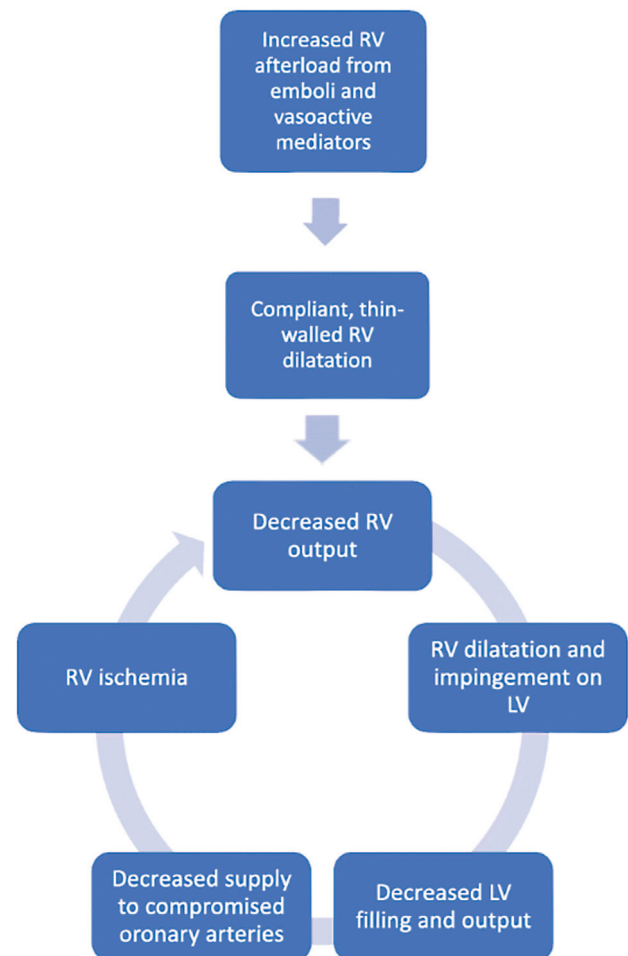 Increased RV
afterload from
emboli and
vasoactive
mediators
Compliant, thin-
walled RV
dilatation
Decreased RV
output
RV dilatation and
impingement on
LV
Decreased LV
filling and output
Decreased supply
to compromised
oronary arteries
RV ischemia